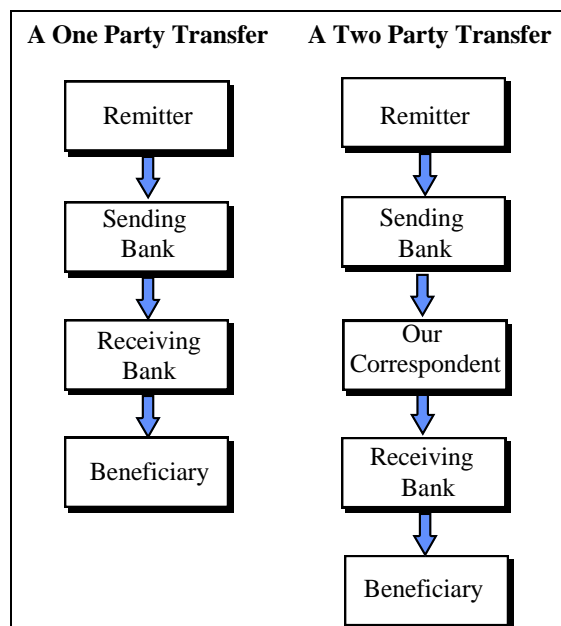 A One Party Transfer
Remitter
Sending
Bank
Receiving
Bank
Beneficiary
A Two Party Transfer
Remitter
Sending
Bank
Our
Correspondent
Receiving
Bank
Beneficiary